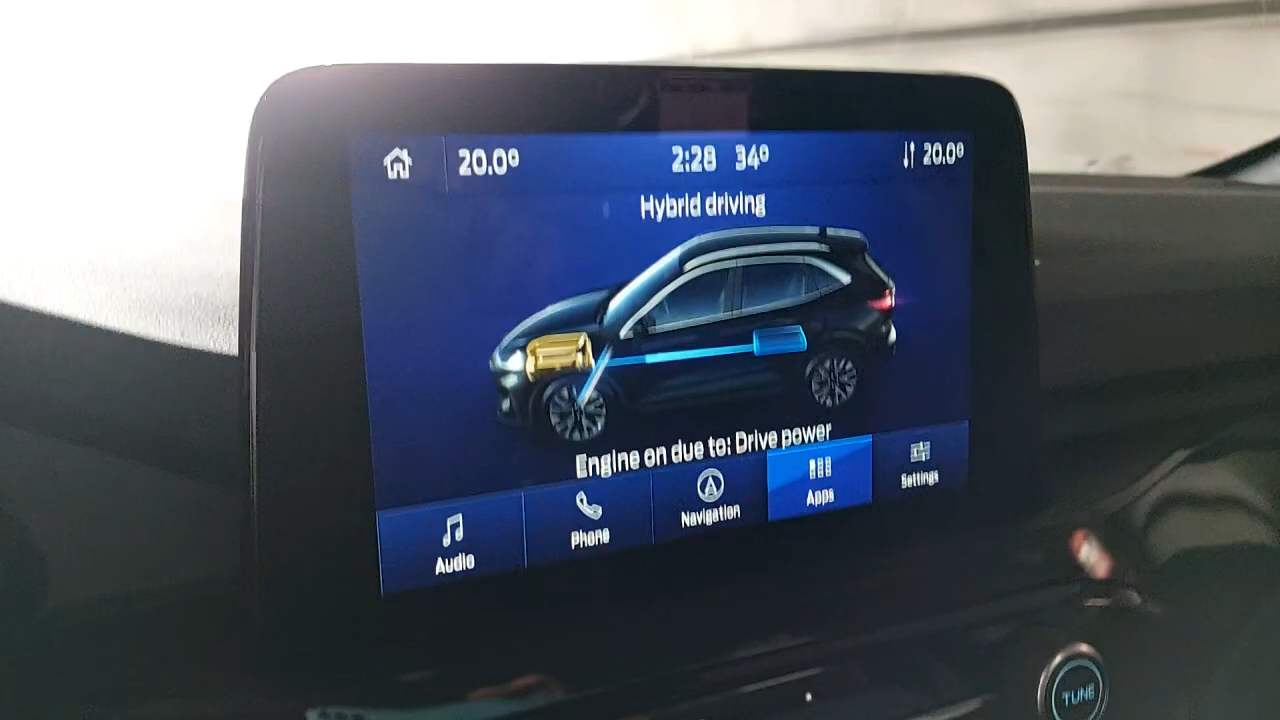 20.0° 2:28 34° 20.0°
Hybrid driving
Engine on due to: Drive power
Audio Phone Navigation Apps Settings
TUNE